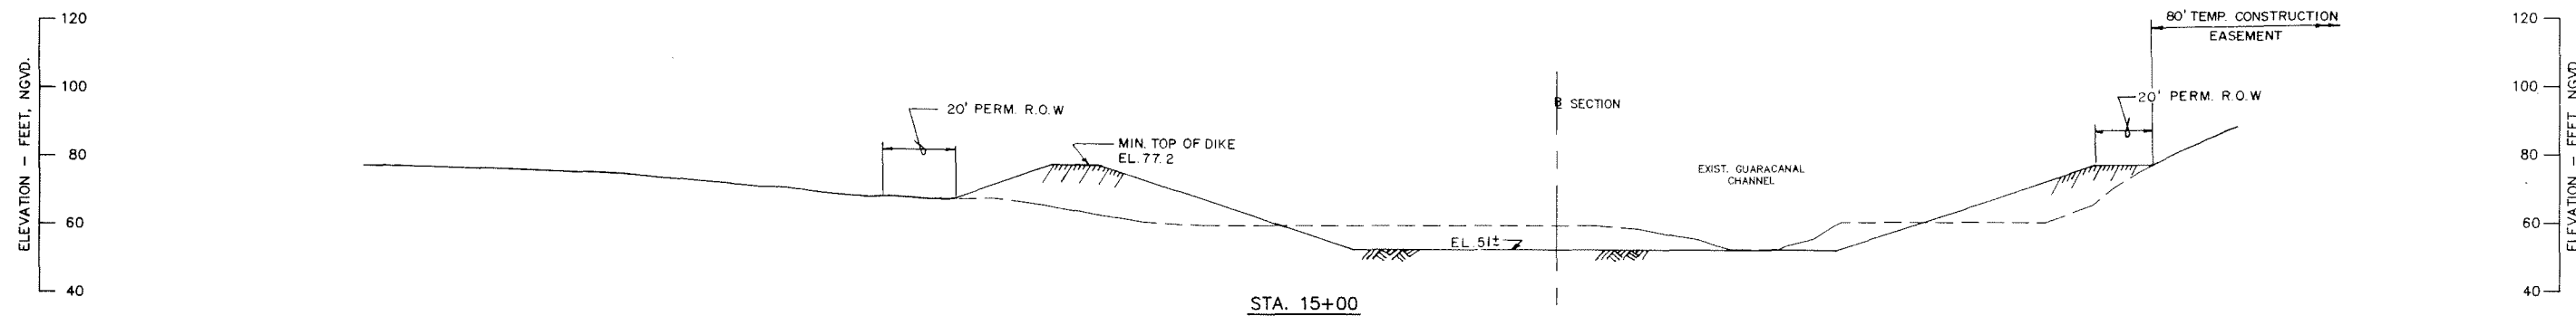 120
100
80
60
40
ELEVATION - FEET, NGVD.
20' PERM. R.O.W
MIN. TOP OF DIKE
EL. 77.2
EL. 51±
STA. 15+00
SECTION
EXIST. GUARACANAL
CHANNEL
80' TEMP. CONSTRUCTION
EASEMENT
20' PERM. R.O.W
120
100
80
60
40
ELEVATION - FEET, NGVD